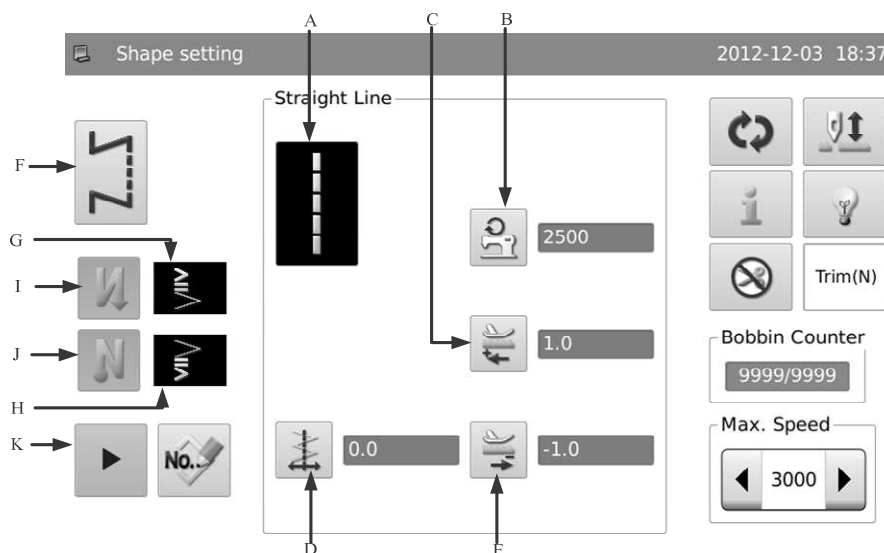 A
C
B
Shape setting
2012-12-03 18:37
Straight Line
F
G
2500
I
Trim(N)
J
C
1.0
Bobbin Counter
9999/9999
H
K
No.
0.0
-1.0
Max. Speed
3000
D
E